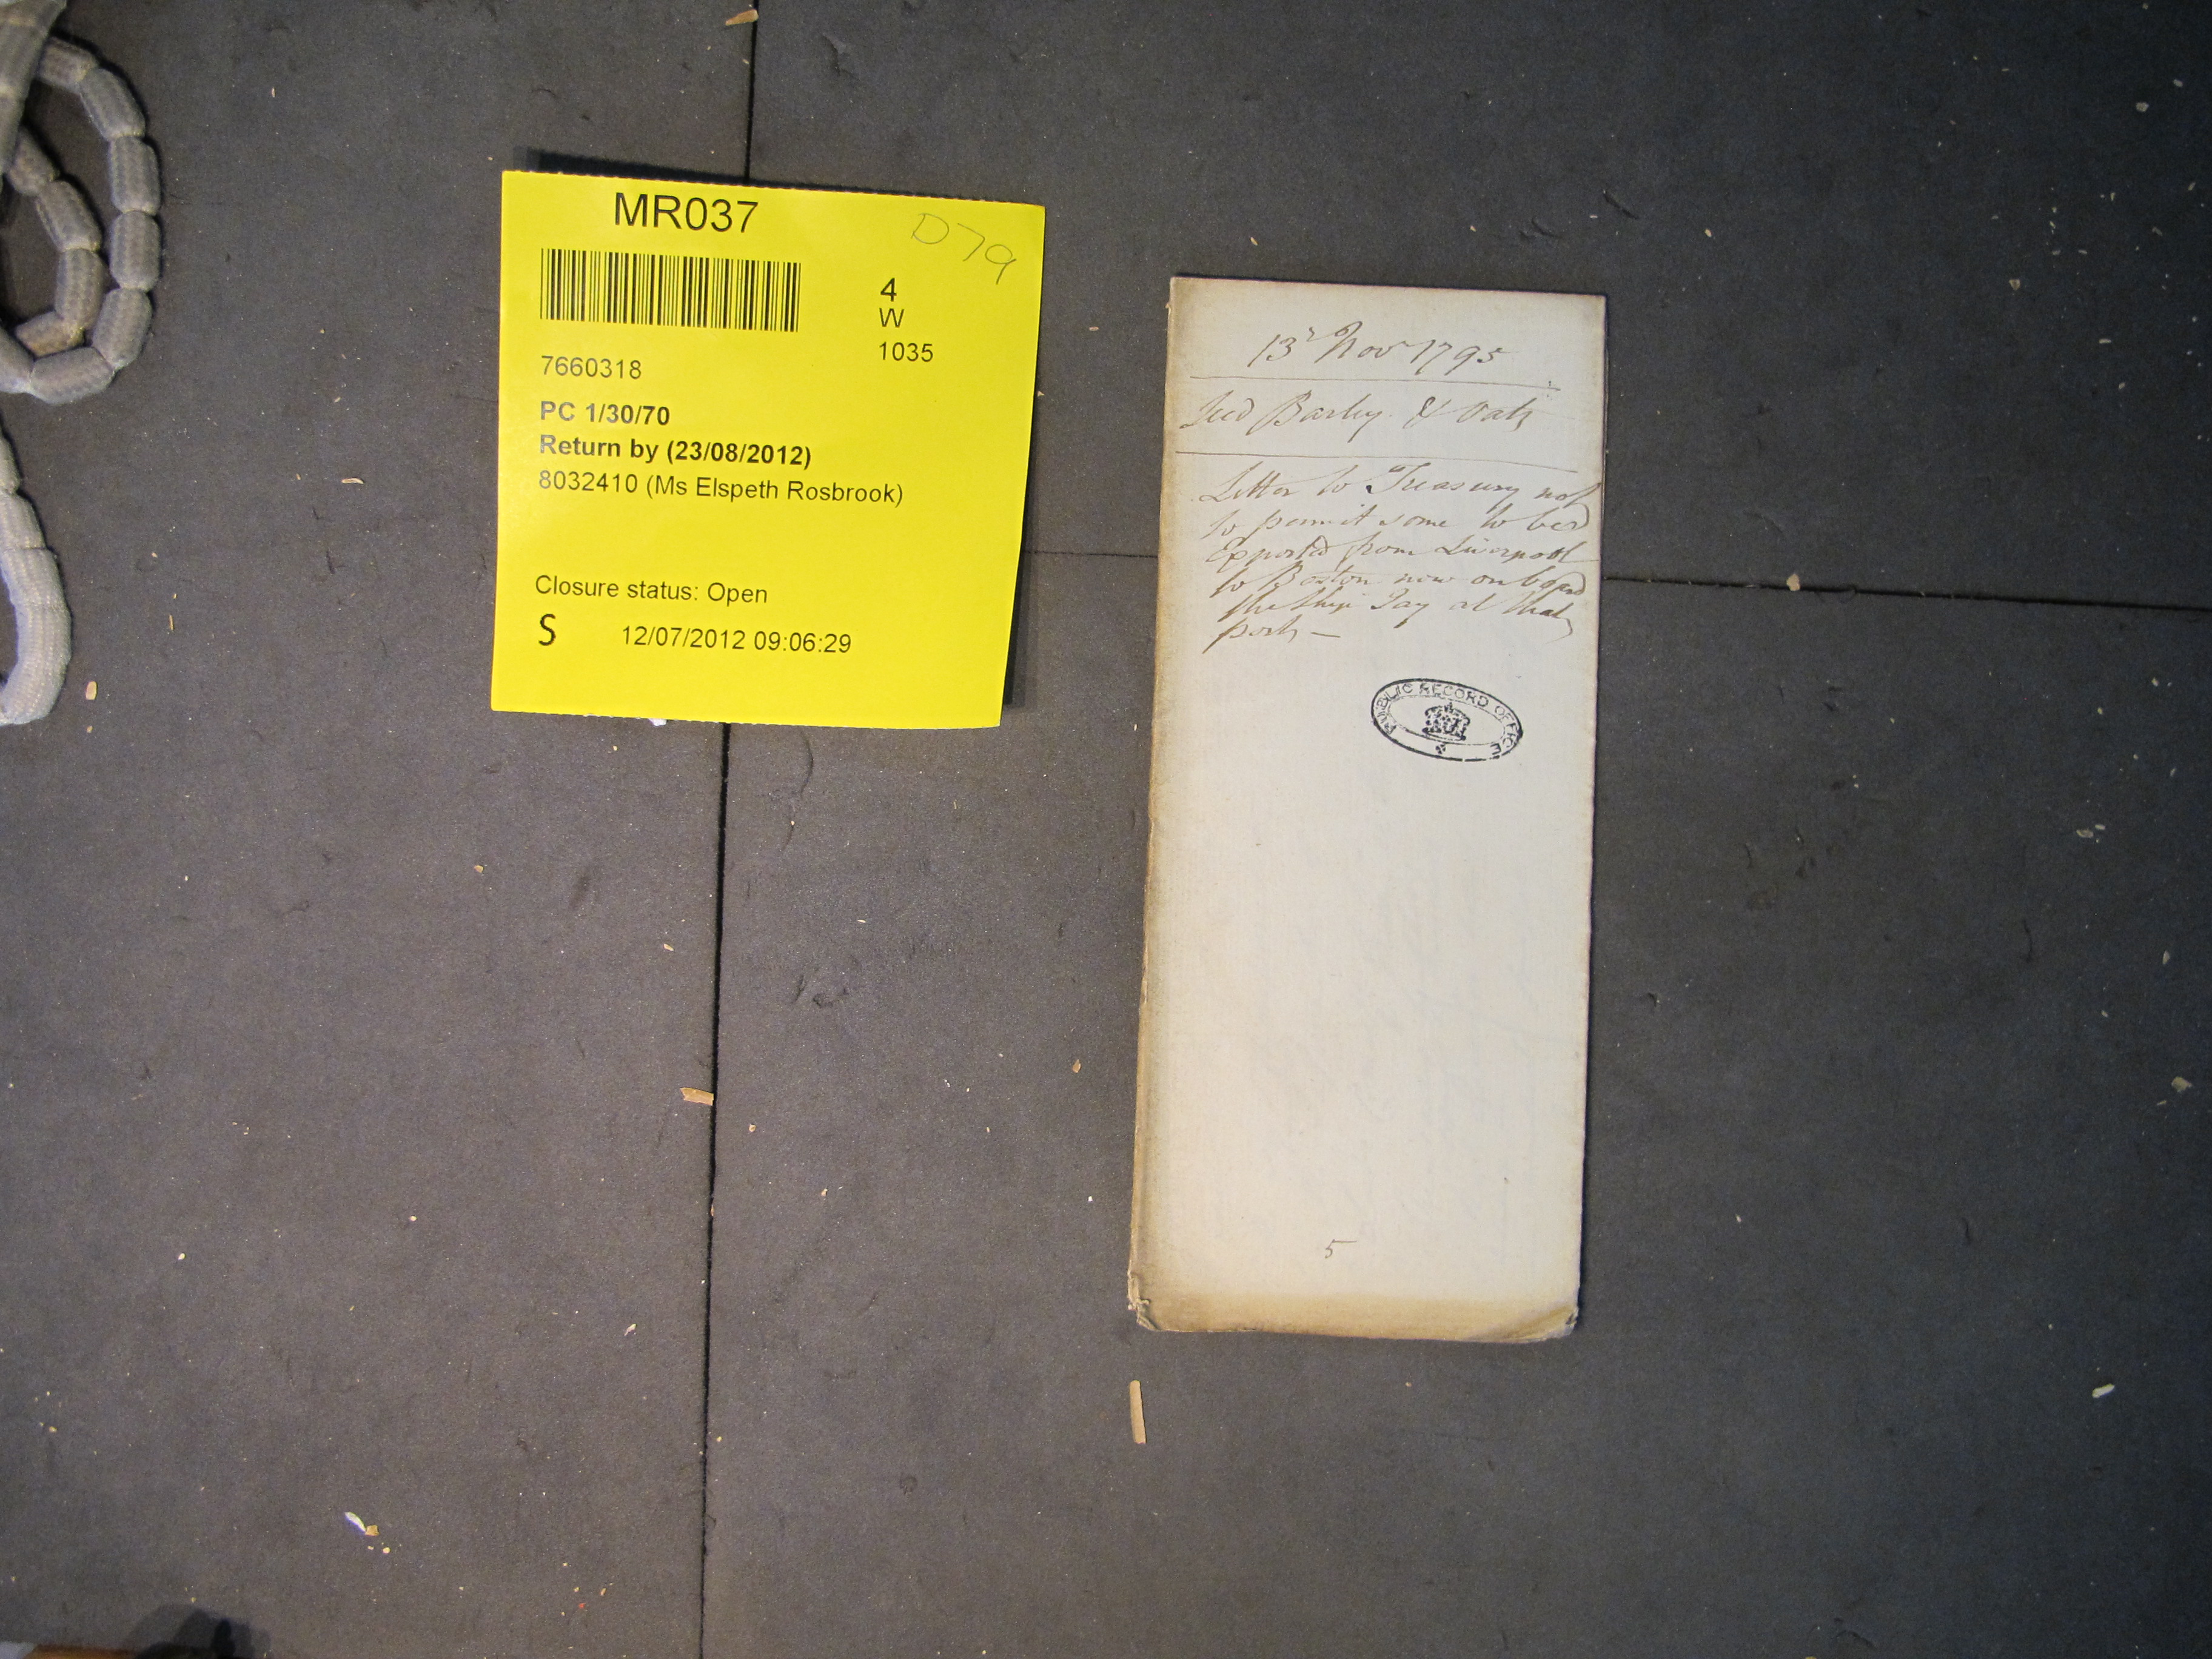 MR037
D79
4
W
1035
7660318
PC 1/30/70
Return by (23/08/2012)
8032410 (Ms Elspeth Rosbrook)
Closure status: Open
S 12/07/2012 09:06:29
13r Nov 1795
Seed Barley & Oats
Letter to Treasury not
to permit some to be
Exported from Liverpool
to Boston now on board
the Ship Jay at that
port —
PUBLIC RECORD OFFICE
5